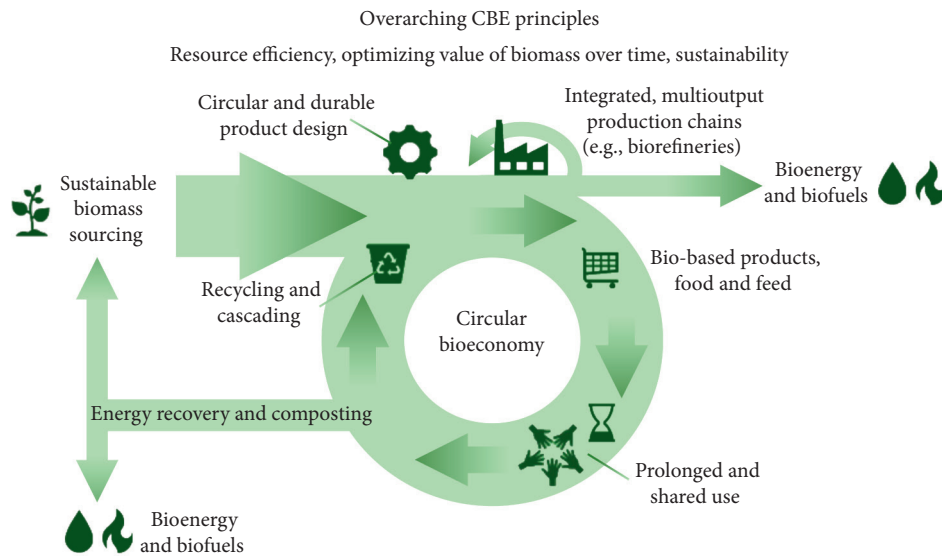 Overarching CBE principles
Resource efficiency, optimizing value of biomass over time, sustainability
Circular and durable
product design
Integrated, multioutput
production chains
(e.g., biorefineries)
Sustainable
biomass
sourcing
Bioenergy
and biofuels
Recycling and
cascading
Bio-based products,
food and feed
Circular
bioeconomy
Energy recovery and composting
Prolonged and
shared use
Bioenergy
and biofuels